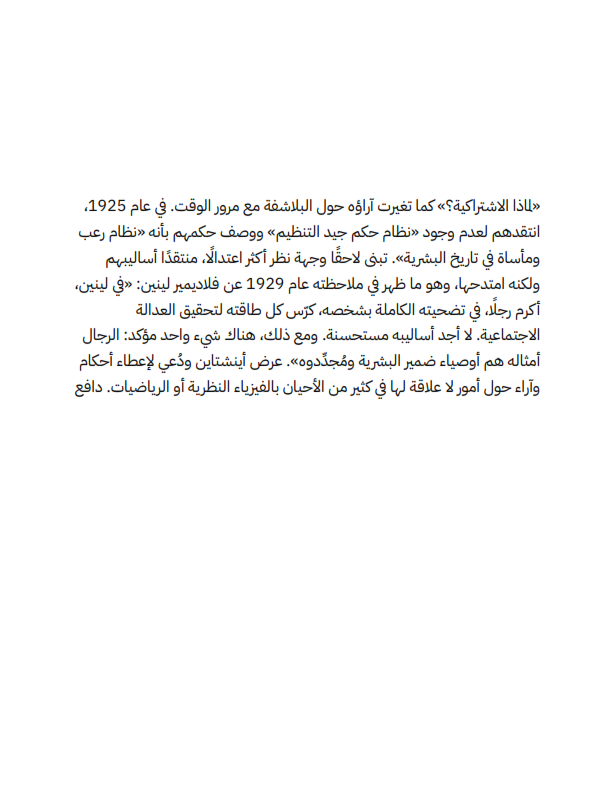 «لماذا الاشتراكية؟» كما تغيرت آراؤه حول البلاشفة مع مرور الوقت. في عام 1925،
انتقدهم لعدم وجود «نظام حكم جيد التنظيم» ووصف حكمهم بأنه «نظام رعب
ومأساة في تاريخ البشرية». تبنى لاحقًا وجهة نظر أكثر اعتدالًا، منتقدًا أساليبهم
ولكنه امتدحها، وهو ما ظهر في ملاحظته عام 1929 عن فلاديمير لينين: «في لينين،
أكرم رجلًا، في تضحيته الكاملة بشخصه، كرّس كل طاقته لتحقيق العدالة
الاجتماعية. لا أجد أساليبه مستحسنة. ومع ذلك، هناك شيء واحد مؤكد: الرجال
أمثاله هم أوصياء ضمير البشرية ومُجدِّدوه». عرض أينشتاين ودُعي لإعطاء أحكام
وآراء حول أمور لا علاقة لها في كثير من الأحيان بالفيزياء النظرية أو الرياضيات. دافع